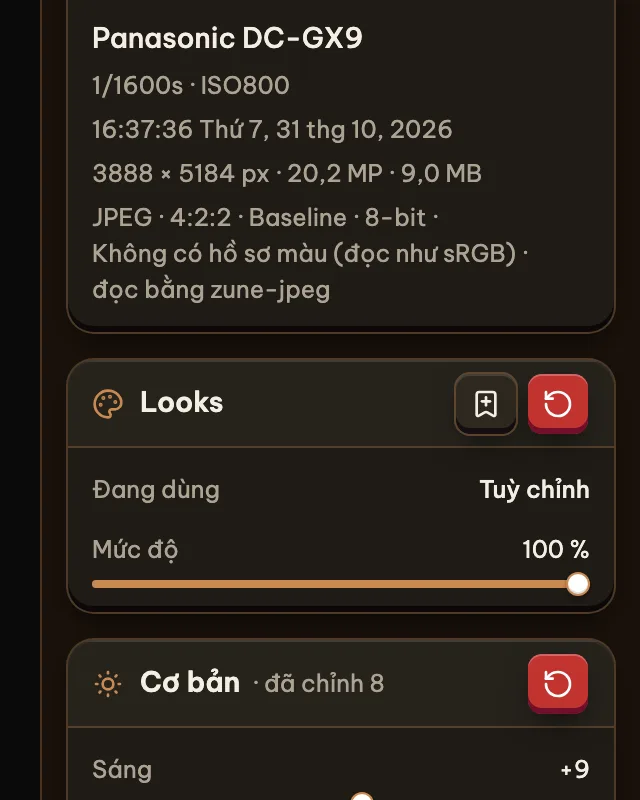 Panasonic DC-GX9
1/1600s · ISO800
16:37:36 Thứ 7, 31 thg 10, 2026
3888 × 5184 px · 20,2 MP · 9,0 MB
JPEG · 4:2:2 · Baseline · 8-bit ·
Không có hồ sơ màu (đọc như sRGB) ·
đọc bằng zune-jpeg
Looks
Đang dùng Tuỳ chỉnh
Mức độ 100 %
Cơ bản · đã chỉnh 8
Sáng +9